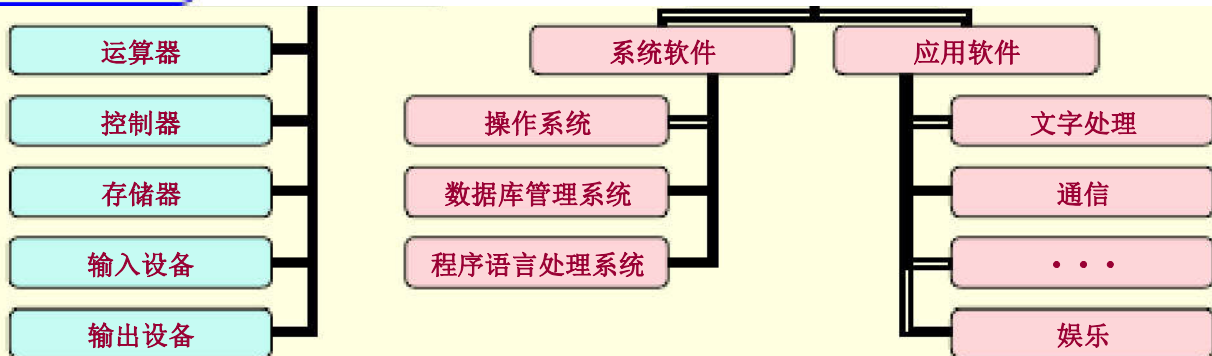 运算器
控制器
存储器
输入设备
输出设备
系统软件
操作系统
数据库管理系统
程序语言处理系统
应用软件
文字处理
通信
···
娱乐